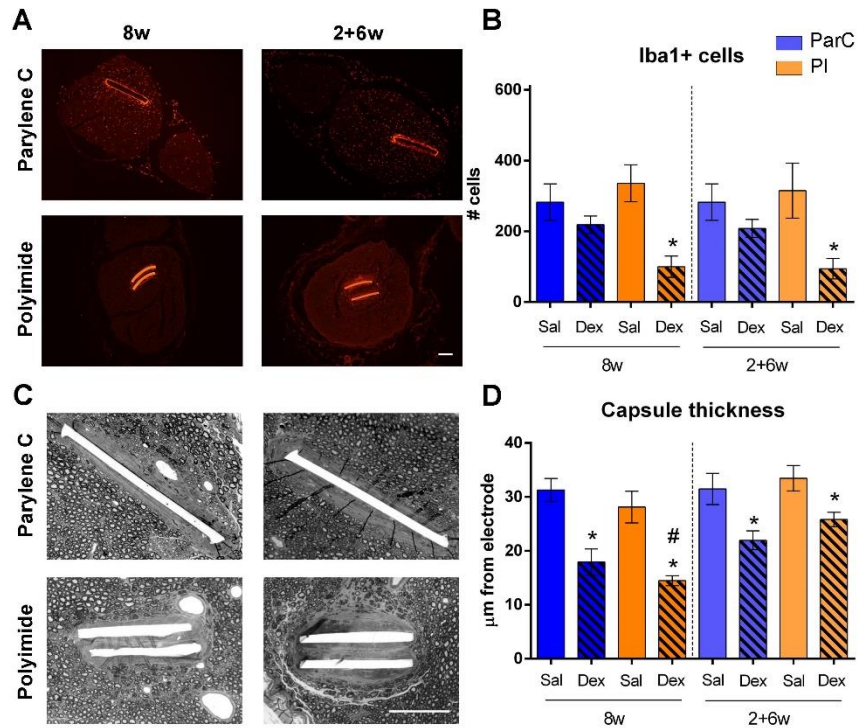 A
8w
2+6w
Parylene C
Polyimide
B
Iba1+ cells
ParC
PI
# cells
600
400
200
0
*
*
Sal Dex Sal Dex Sal Dex Sal Dex
8w 2+6w
C
Parylene C
Polyimide
D
Capsule thickness
µm from electrode
40
30
20
10
0
*
#
*
*
*
Sal Dex Sal Dex Sal Dex Sal Dex
8w 2+6w